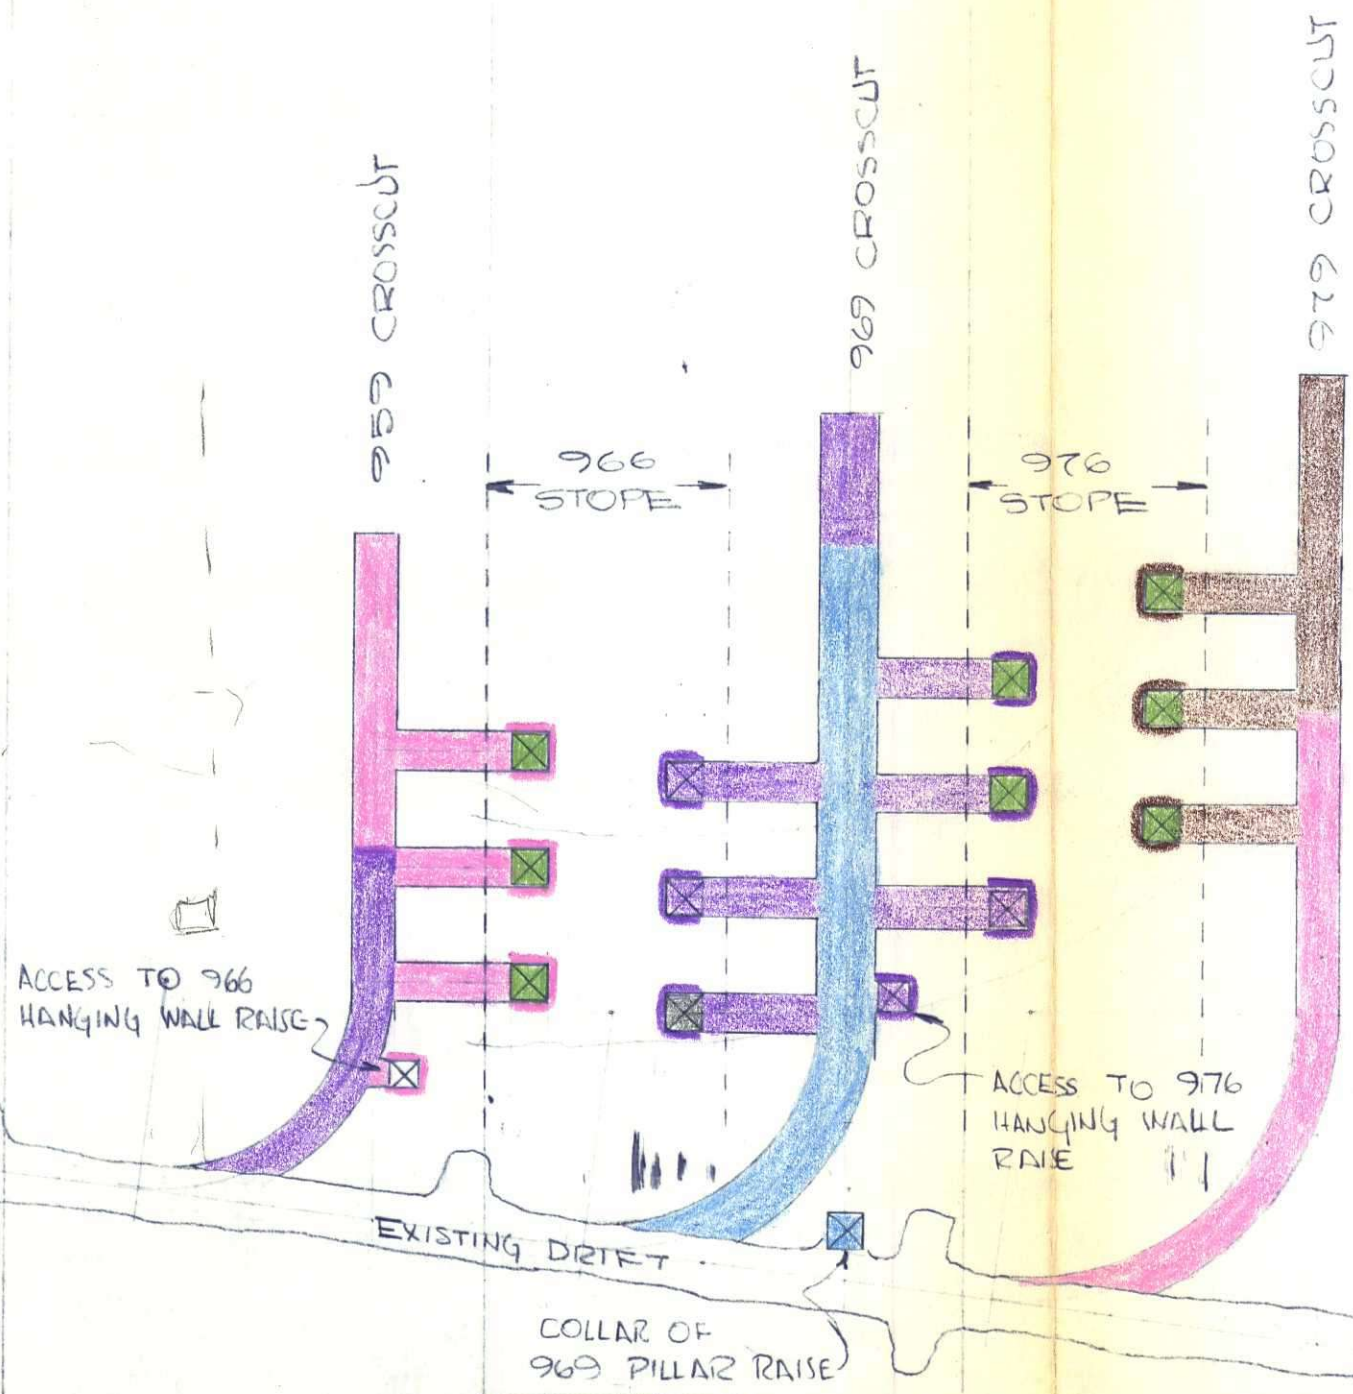 959 CROSSCUT
969 CROSSCUT
979 CROSSCUT
966
STOPE
976
STOPE
ACCESS TO 966
HANGING WALL RAISE
ACCESS TO 976
HANGING WALL
RAISE
EXISTING DRIFT
COLLAR OF
969 PILLAR RAISE